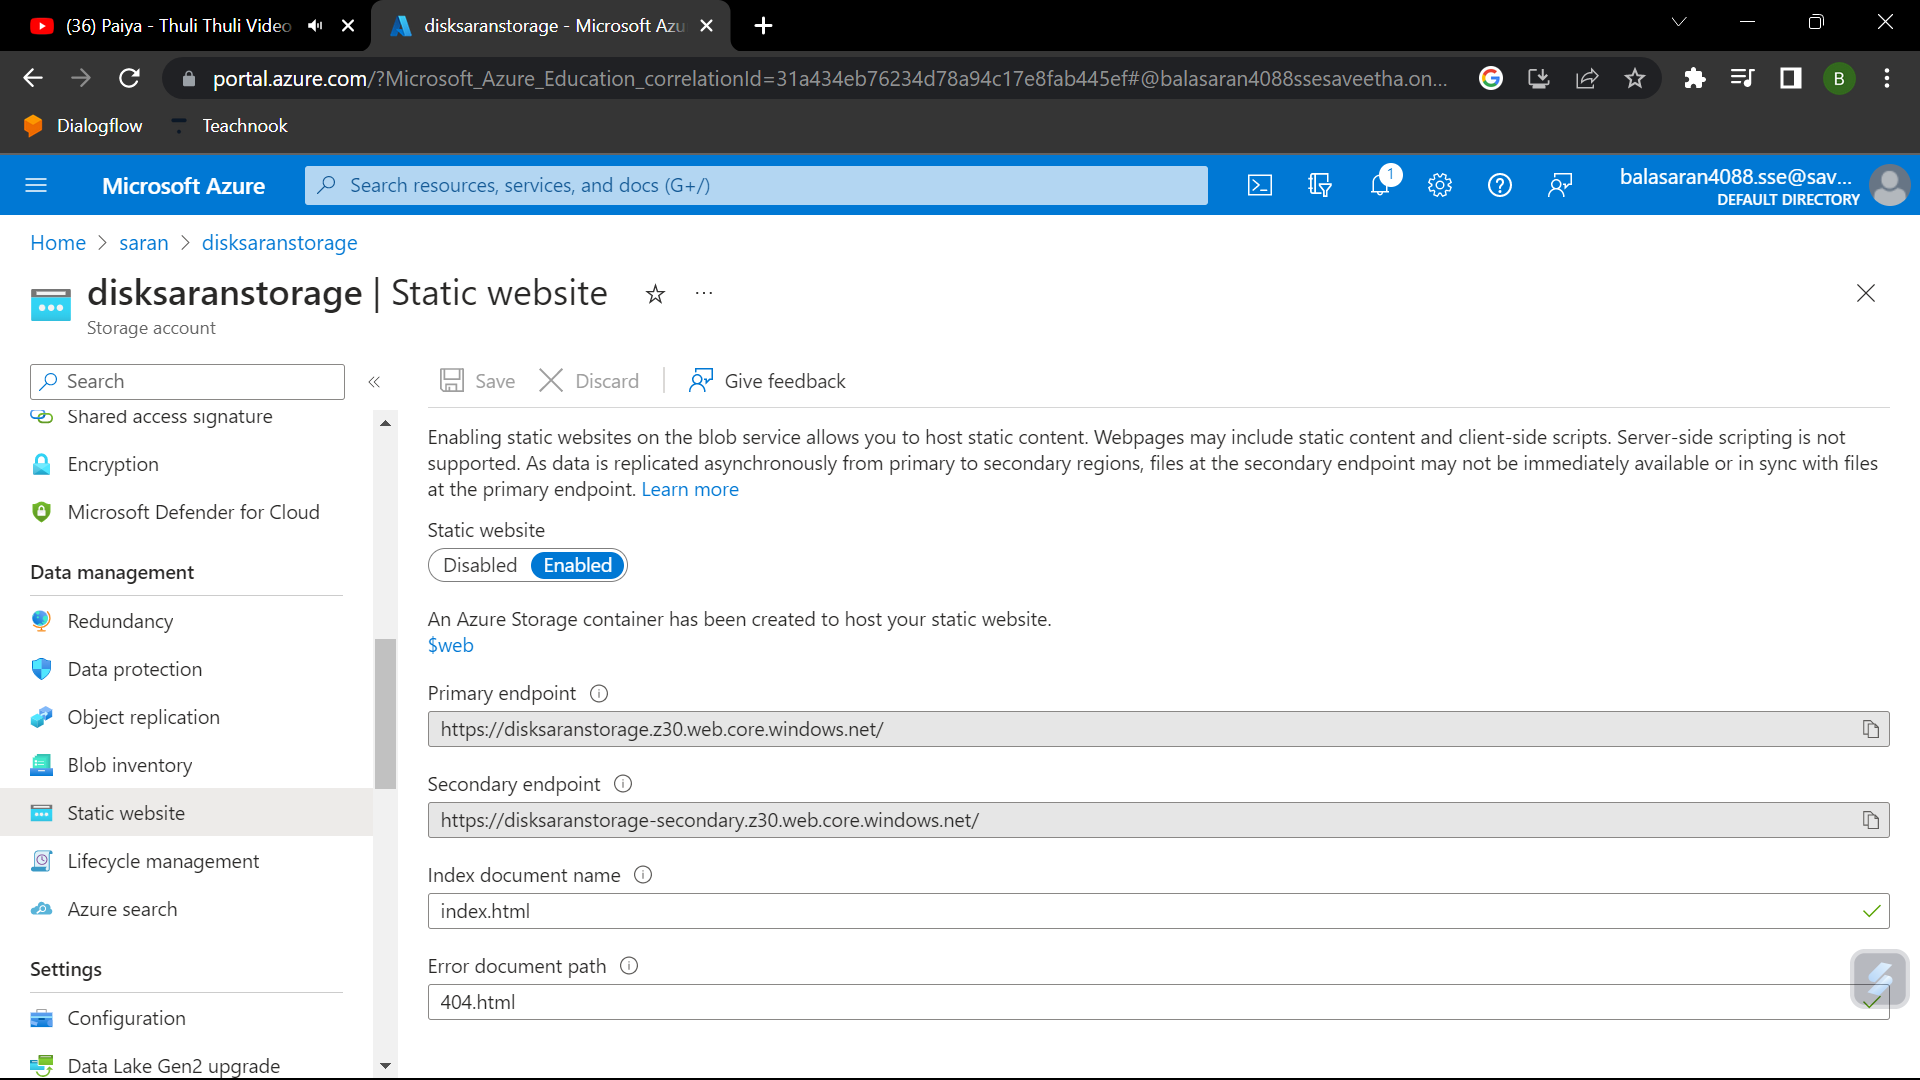 (36) Paiya - Thuli Thuli Video
disksaranstorage - Microsoft Azu
portal.azure.com/?Microsoft_Azure_Education_correlationId=31a434eb76234d78a94c17e8fab445ef#@balasaran4088ssesaveetha.on...
B
Dialogflow
Teachnook
Microsoft Azure
Search resources, services, and docs (G+/)
1
balasaran4088.sse@sav...
DEFAULT DIRECTORY
Home > saran > disksaranstorage
disksaranstorage | Static website
Storage account
Search
Save
Discard
Give feedback
Shared access signature
Encryption
Microsoft Defender for Cloud
Data management
Redundancy
Data protection
Object replication
Blob inventory
Static website
Lifecycle management
Azure search
Settings
Configuration
Data Lake Gen2 upgrade
Enabling static websites on the blob service allows you to host static content. Webpages may include static content and client-side scripts. Server-side scripting is not
supported. As data is replicated asynchronously from primary to secondary regions, files at the secondary endpoint may not be immediately available or in sync with files
at the primary endpoint. Learn more
Static website
Disabled Enabled
An Azure Storage container has been created to host your static website.
$web
Primary endpoint
https://disksaranstorage.z30.web.core.windows.net/
Secondary endpoint
https://disksaranstorage-secondary.z30.web.core.windows.net/
Index document name
index.html
Error document path
404.html